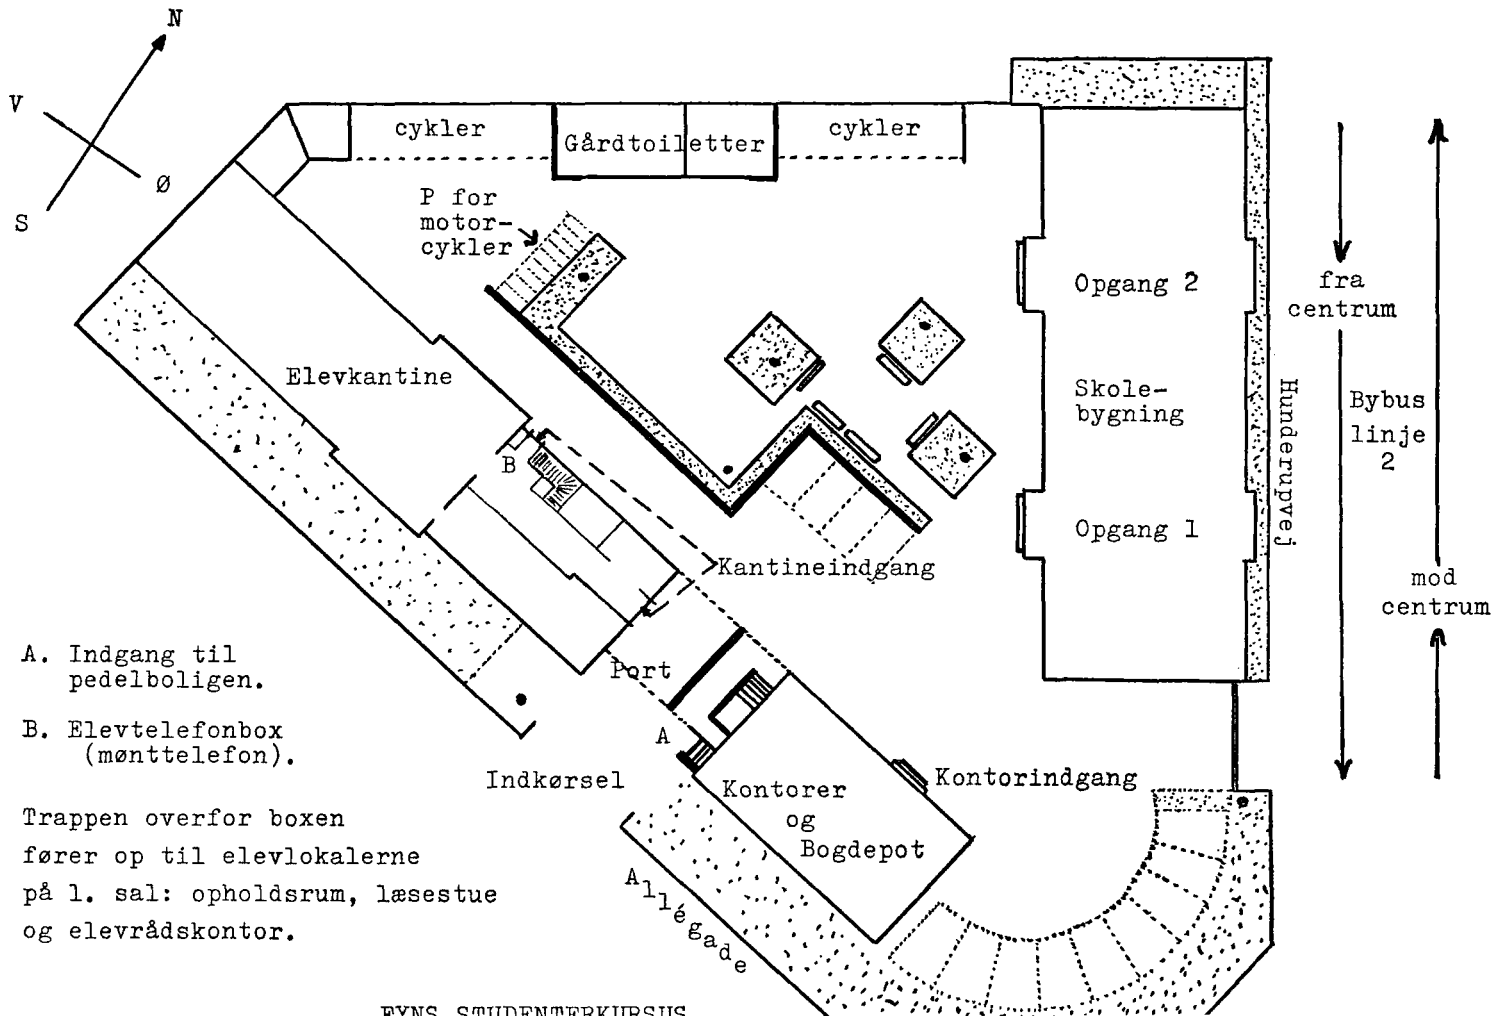 N
V
Ø
S
cykler
Gårdtoiletter
cykler
P for
motor-
cykler
Opgang 2
fra
centrum
Elevkantine
Skole-
bygning
Hunderupvej
Bybus
linje
2
B
Opgang 1
Kantineindgang
mod
centrum
A. Indgang til
pedelboligen.
Port
B. Elevtelefonbox
(mønttelefon).
A
Indkørsel
Kontorindgang
Kontorer
og
Bogdepot
Trappen overfor boxen
fører op til elevlokalerne
på 1. sal: opholdsrum, læsestue
og elevrådskontor.
Allégade
FYNS STUDENTERKURSUS